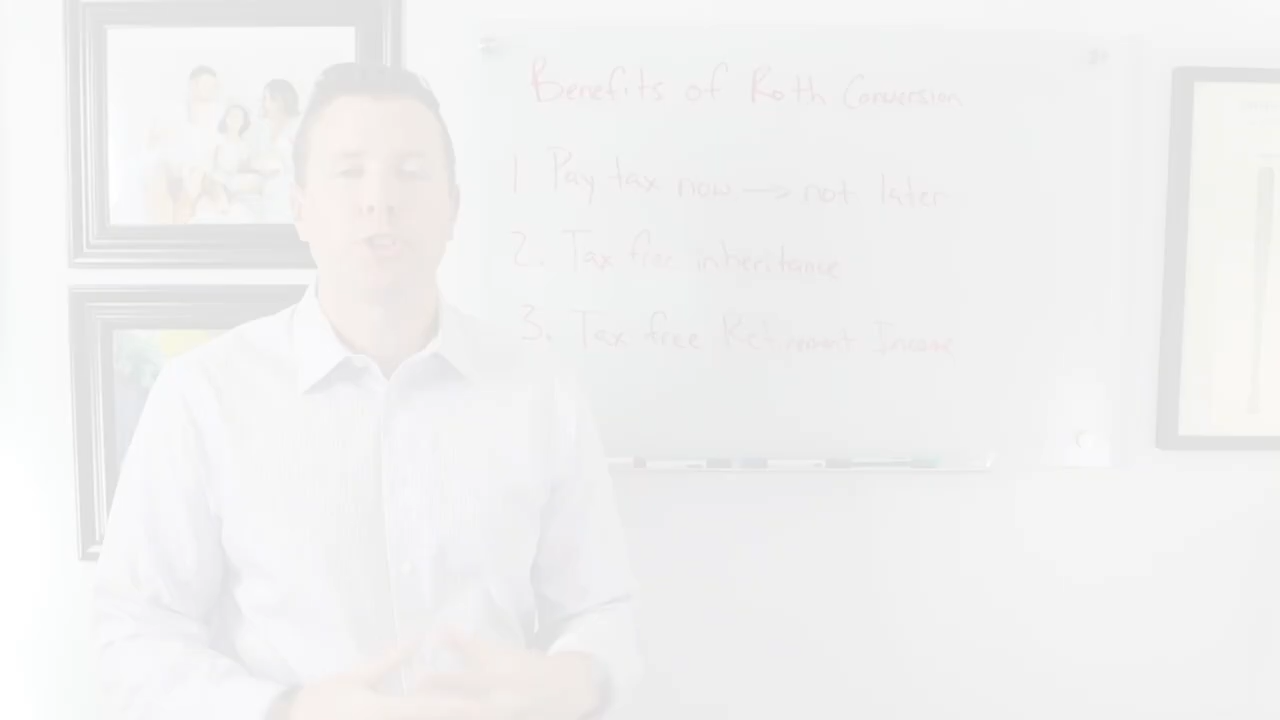 Benefits of Roth Conversion
1 Pay tax now → not later
2. Tax free inheritance
3. Tax free Retirement Income